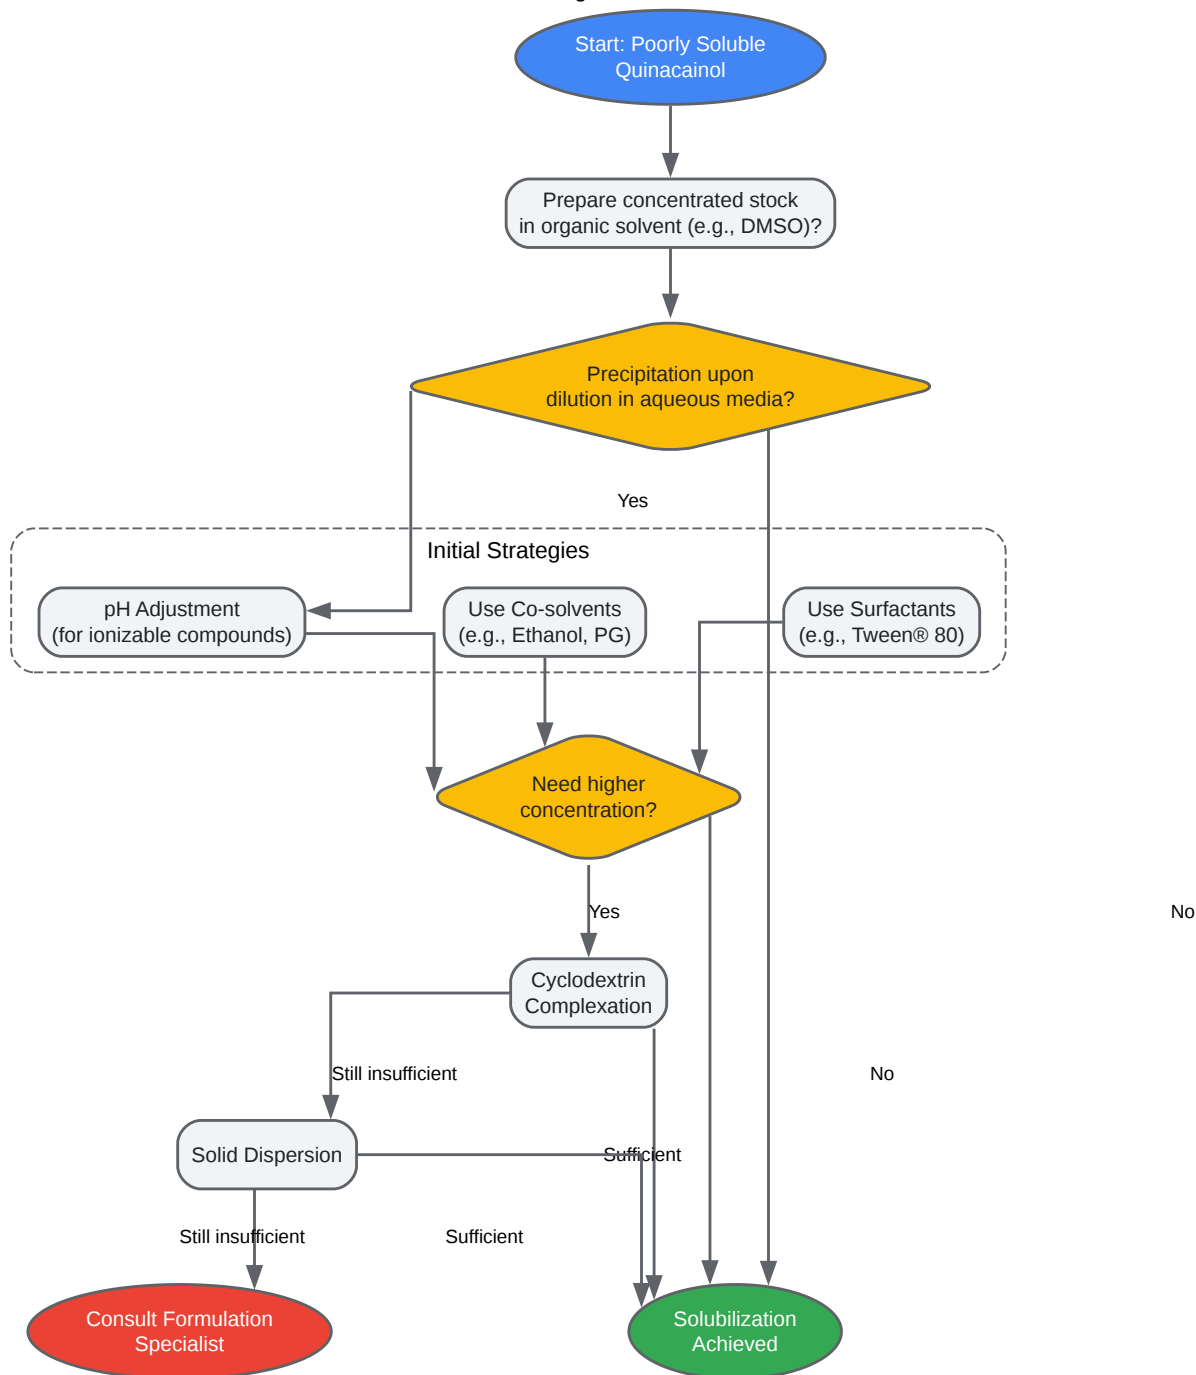 Start: Poorly Soluble
Quinacainol
Prepare concentrated stock
in organic solvent (e.g., DMSO)?
Precipitation upon
dilution in aqueous media?
Yes
Initial Strategies
pH Adjustment
(for ionizable compounds)
Use Co-solvents
(e.g., Ethanol, PG)
Use Surfactants
(e.g., Tween® 80)
Need higher
concentration?
Yes
No
Cyclodextrin
Complexation
Still insufficient
No
Solid Dispersion
Sufficient
Still insufficient
Sufficient
Consult Formulation
Specialist
Solubilization
Achieved